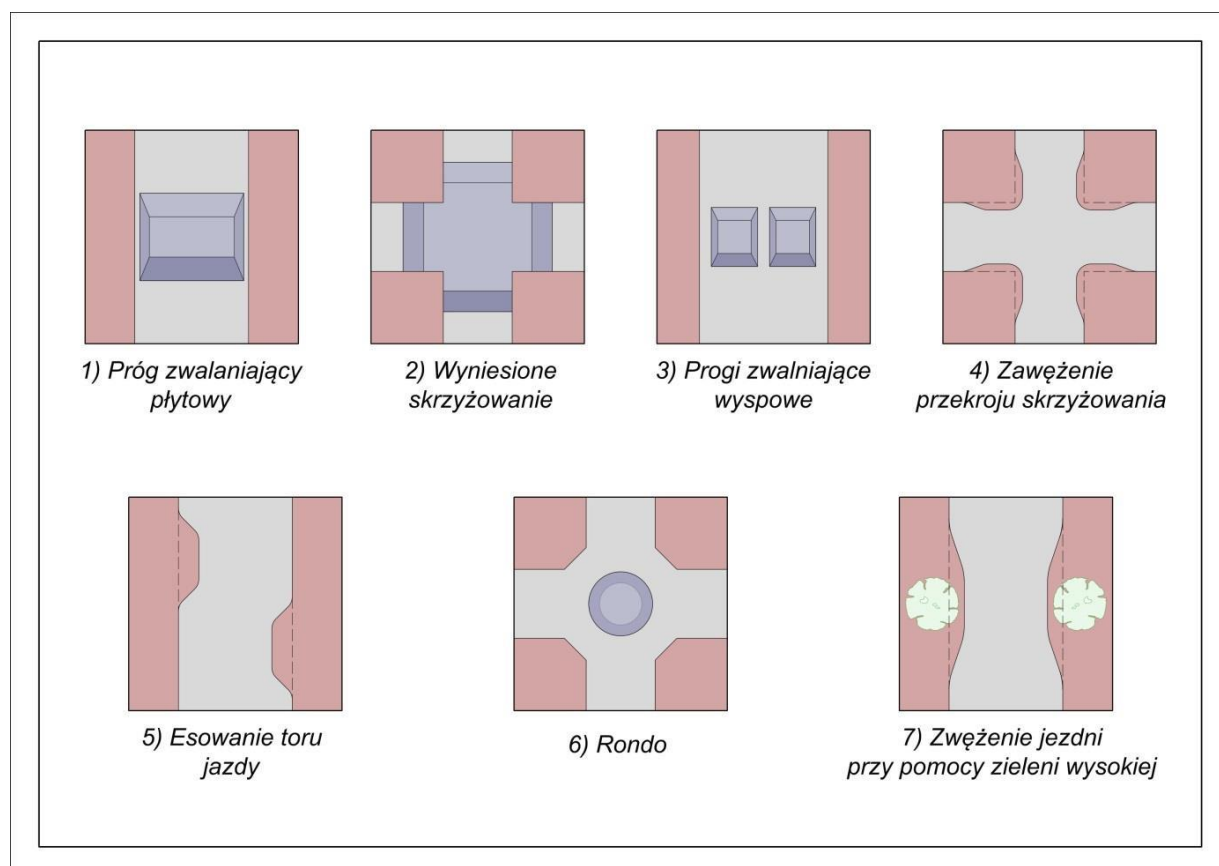 1) Próg zwalaniający
płytowy
2) Wyniesione
skrzyżowanie
3) Progi zwalniające
wyspowe
4) Zawężenie
przekroju skrzyżowania
5) Esowanie toru
jazdy
6) Rondo
7) Zwężenie jezdni
przy pomocy zieleni wysokiej